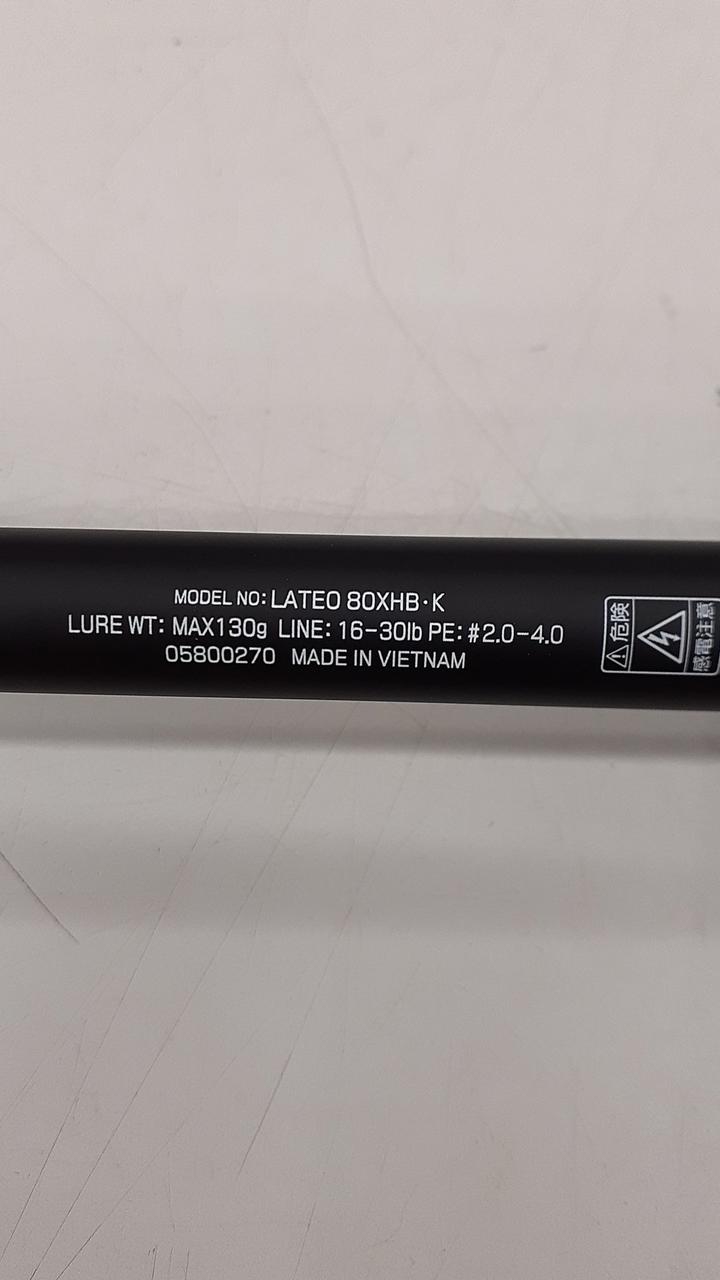 MODEL NO: LATEO 80XHB·K
LURE WT: MAX130g LINE: 16-30lb PE: #2.0-4.0
05800270 MADE IN VIETNAM
危険
感電注意